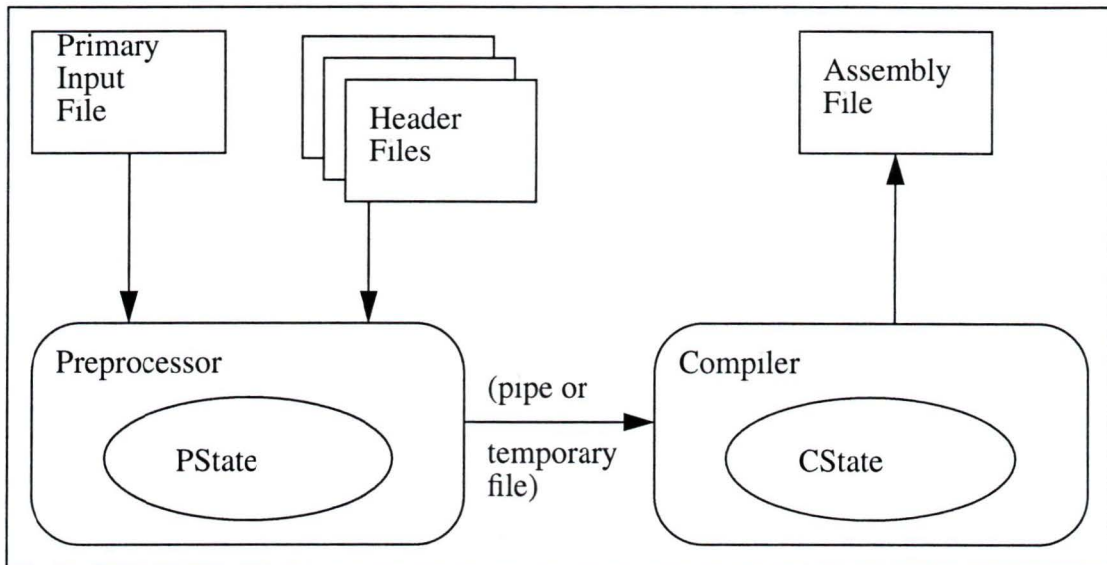 Primary
Input
File
Header
Files
Assembly
File
Preprocessor
PState
(pipe or
temporary
file)
Compiler
CState